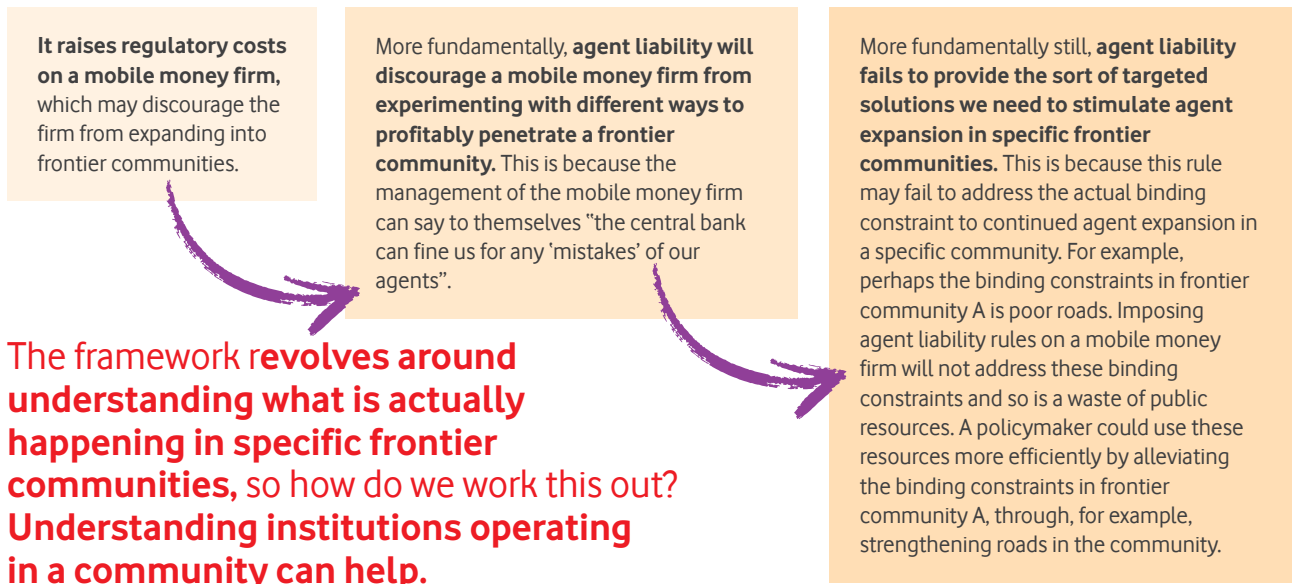 It raises regulatory costs
on a mobile money firm,
which may discourage the
firm from expanding into
frontier communities.
More fundamentally, agent liability will
discourage a mobile money firm from
experimenting with different ways to
profitably penetrate a frontier
community. This is because the
management of the mobile money firm
can say to themselves “the central bank
can fine us for any ‘mistakes’ of our
agents”.
More fundamentally still, agent liability
fails to provide the sort of targeted
solutions we need to stimulate agent
expansion in specific frontier
communities. This is because this rule
may fail to address the actual binding
constraint to continued agent expansion in
a specific community. For example,
perhaps the binding constraints in frontier
community A is poor roads. Imposing
agent liability rules on a mobile money
firm will not address these binding
constraints and so is a waste of public
resources. A policymaker could use these
resources more efficiently by alleviating
the binding constraints in frontier
community A, through, for example,
strengthening roads in the community.
The framework revolves around
understanding what is actually
happening in specific frontier
communities, so how do we work this out?
Understanding institutions operating
in a community can help.